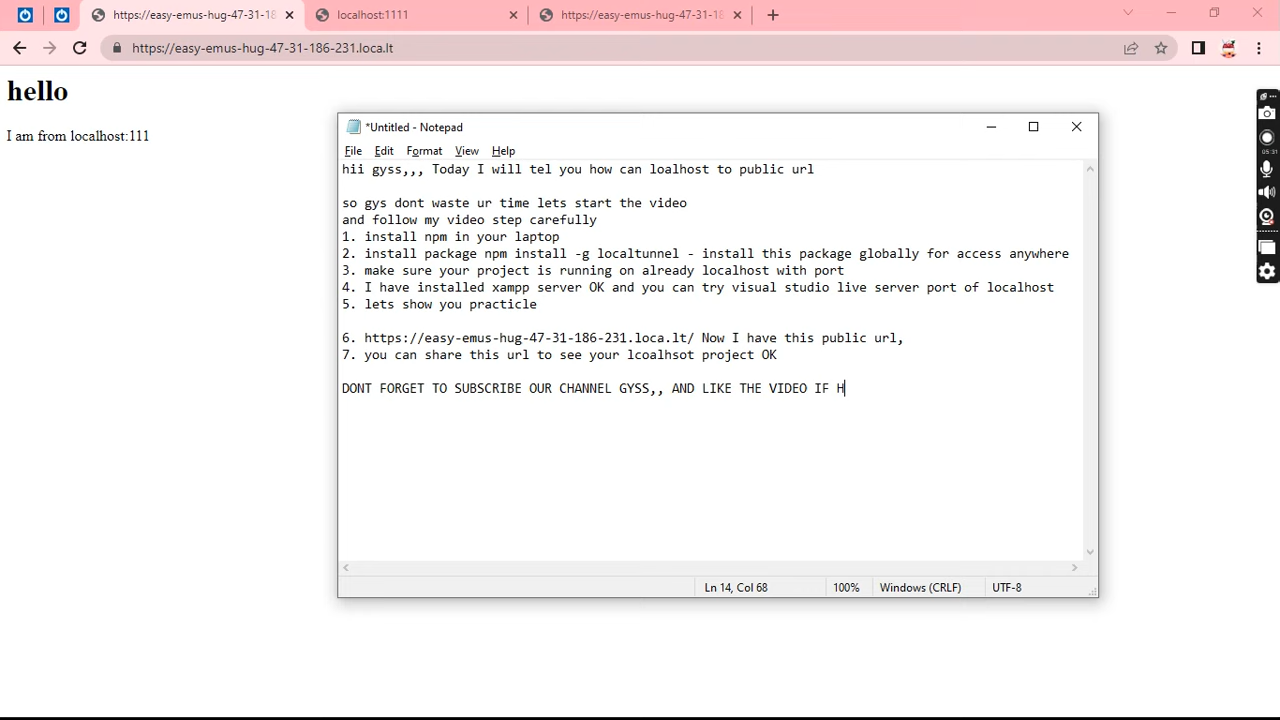 https://easy-emus-hug-47-31-18
localhost:1111
https://easy-emus-hug-47-31-18
https://easy-emus-hug-47-31-186-231.loca.lt
hello
I am from localhost:111
*Untitled - Notepad
File Edit Format View Help
hii gyss,,, Today I will tel you how can loalhost to public url
so gys dont waste ur time lets start the video
and follow my video step carefully
1. install npm in your laptop
2. install package npm install -g localtunnel - install this package globally for access anywhere
3. make sure your project is running on already localhost with port
4. I have installed xampp server OK and you can try visual studio live server port of localhost
5. lets show you practicle
6. https://easy-emus-hug-47-31-186-231.loca.lt/ Now I have this public url,
7. you can share this url to see your lcoalhsot project OK
DONT FORGET TO SUBSCRIBE OUR CHANNEL GYSS,, AND LIKE THE VIDEO IF H
Ln 14, Col 68 100% Windows (CRLF) UTF-8
05:31